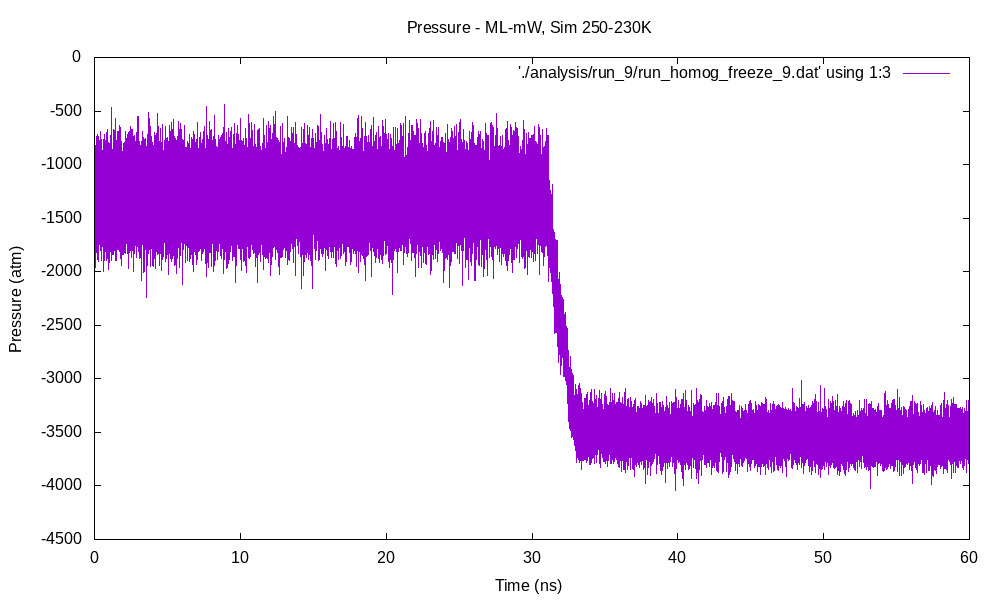 Pressure - ML-mW, Sim 250-230K
'./analysis/run_9/run_homog_freeze_9.dat' using 1:3
0
-500
-1000
-1500
-2000
-2500
-3000
-3500
-4000
-4500
Pressure (atm)
0 10 20 30 40 50 60
Time (ns)